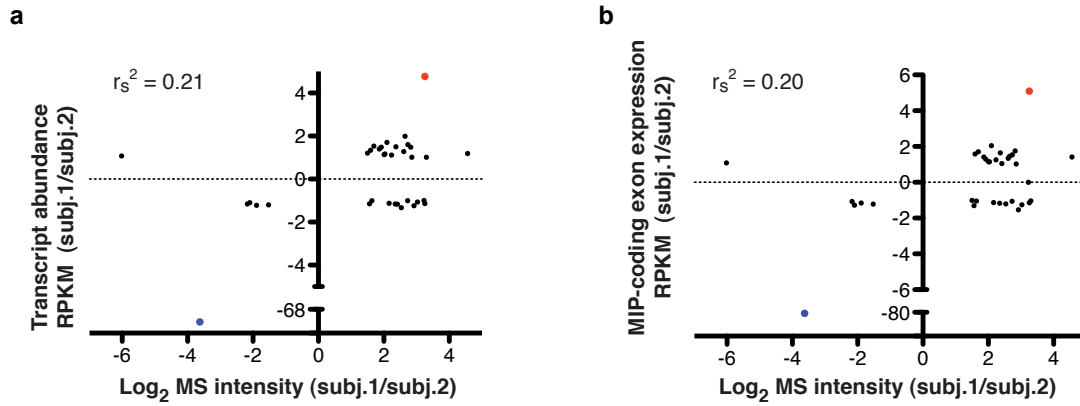 a
r_s^2 = 0.21
Transcript abundance
RPKM (subj.1/subj.2)
4
2
0
-2
-4
-68
-6
-4
-2
0
2
4
Log_2 MS intensity (subj.1/subj.2)
b
r_s^2 = 0.20
MIP-coding exon expression
RPKM (subj.1/subj.2)
6
4
2
0
-2
-4
-6
-80
-6
-4
-2
0
2
4
Log_2 MS intensity (subj.1/subj.2)